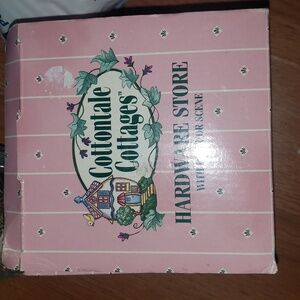 Cottontale
Cottages™
HARDWARE STORE
WITH SCENE